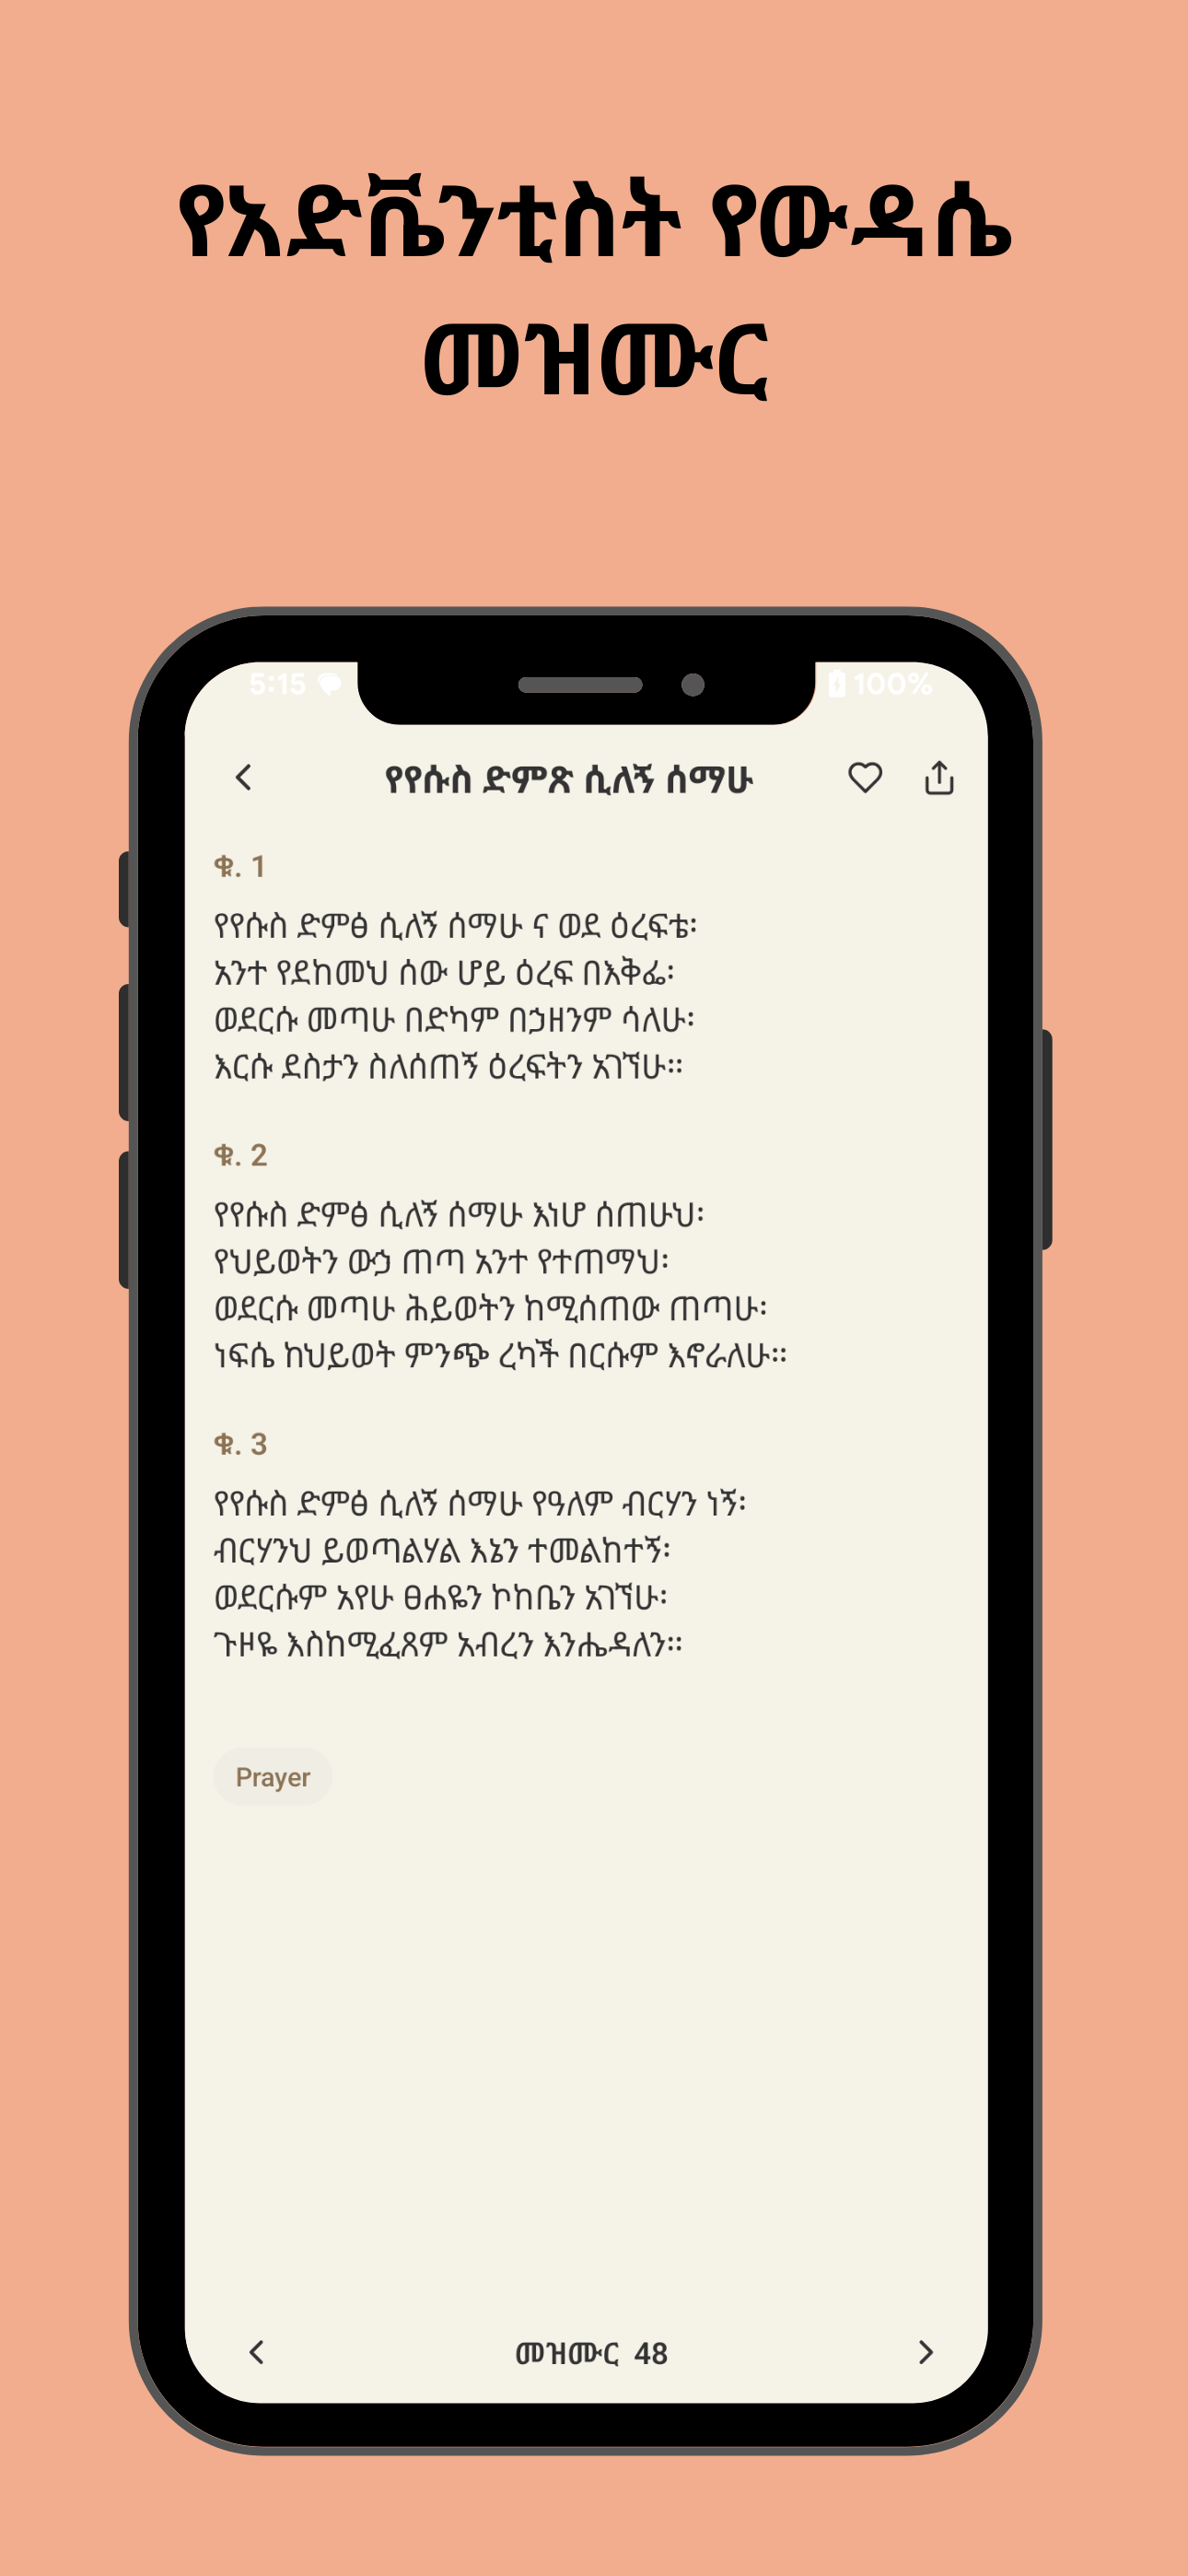 የአድቬንቲስት የውዳሴ
መዝሙር
5:15
100%
የየሱስ ድምጽ ሲለኝ ሰማሁ
ቁ. 1
የየሱስ ድምፅ ሲለኝ ሰማሁ ና ወደ ዕረፍቴ፡
አንተ የደከመህ ሰው ሆይ ዕረፍ በእቅፌ፡
ወደርሱ መጣሁ በድካም በኃዘንም ሳለሁ፡
እርሱ ደስታን ስለሰጠኝ ዕረፍትን አገኘሁ።
ቁ. 2
የየሱስ ድምፅ ሲለኝ ሰማሁ እነሆ ሰጠሁህ፡
የህይወትን ውኃ ጠጣ አንተ የተጠማህ፡
ወደርሱ መጣሁ ሕይወትን ከሚሰጠው ጠጣሁ፡
ነፍሴ ከህይወት ምንጭ ረካች በርሱም እኖራለሁ።
ቁ. 3
የየሱስ ድምፅ ሲለኝ ሰማሁ የዓለም ብርሃን ነኝ፡
ብርሃንህ ይወጣልሃል እኔን ተመልከተኝ፡
ወደርሱም አየሁ ፀሐዬን ኮከቤን አገኘሁ፡
ጉዞዬ እስከሚፈጸም አብረን እንሔዳለን።
Prayer
መዝሙር 48